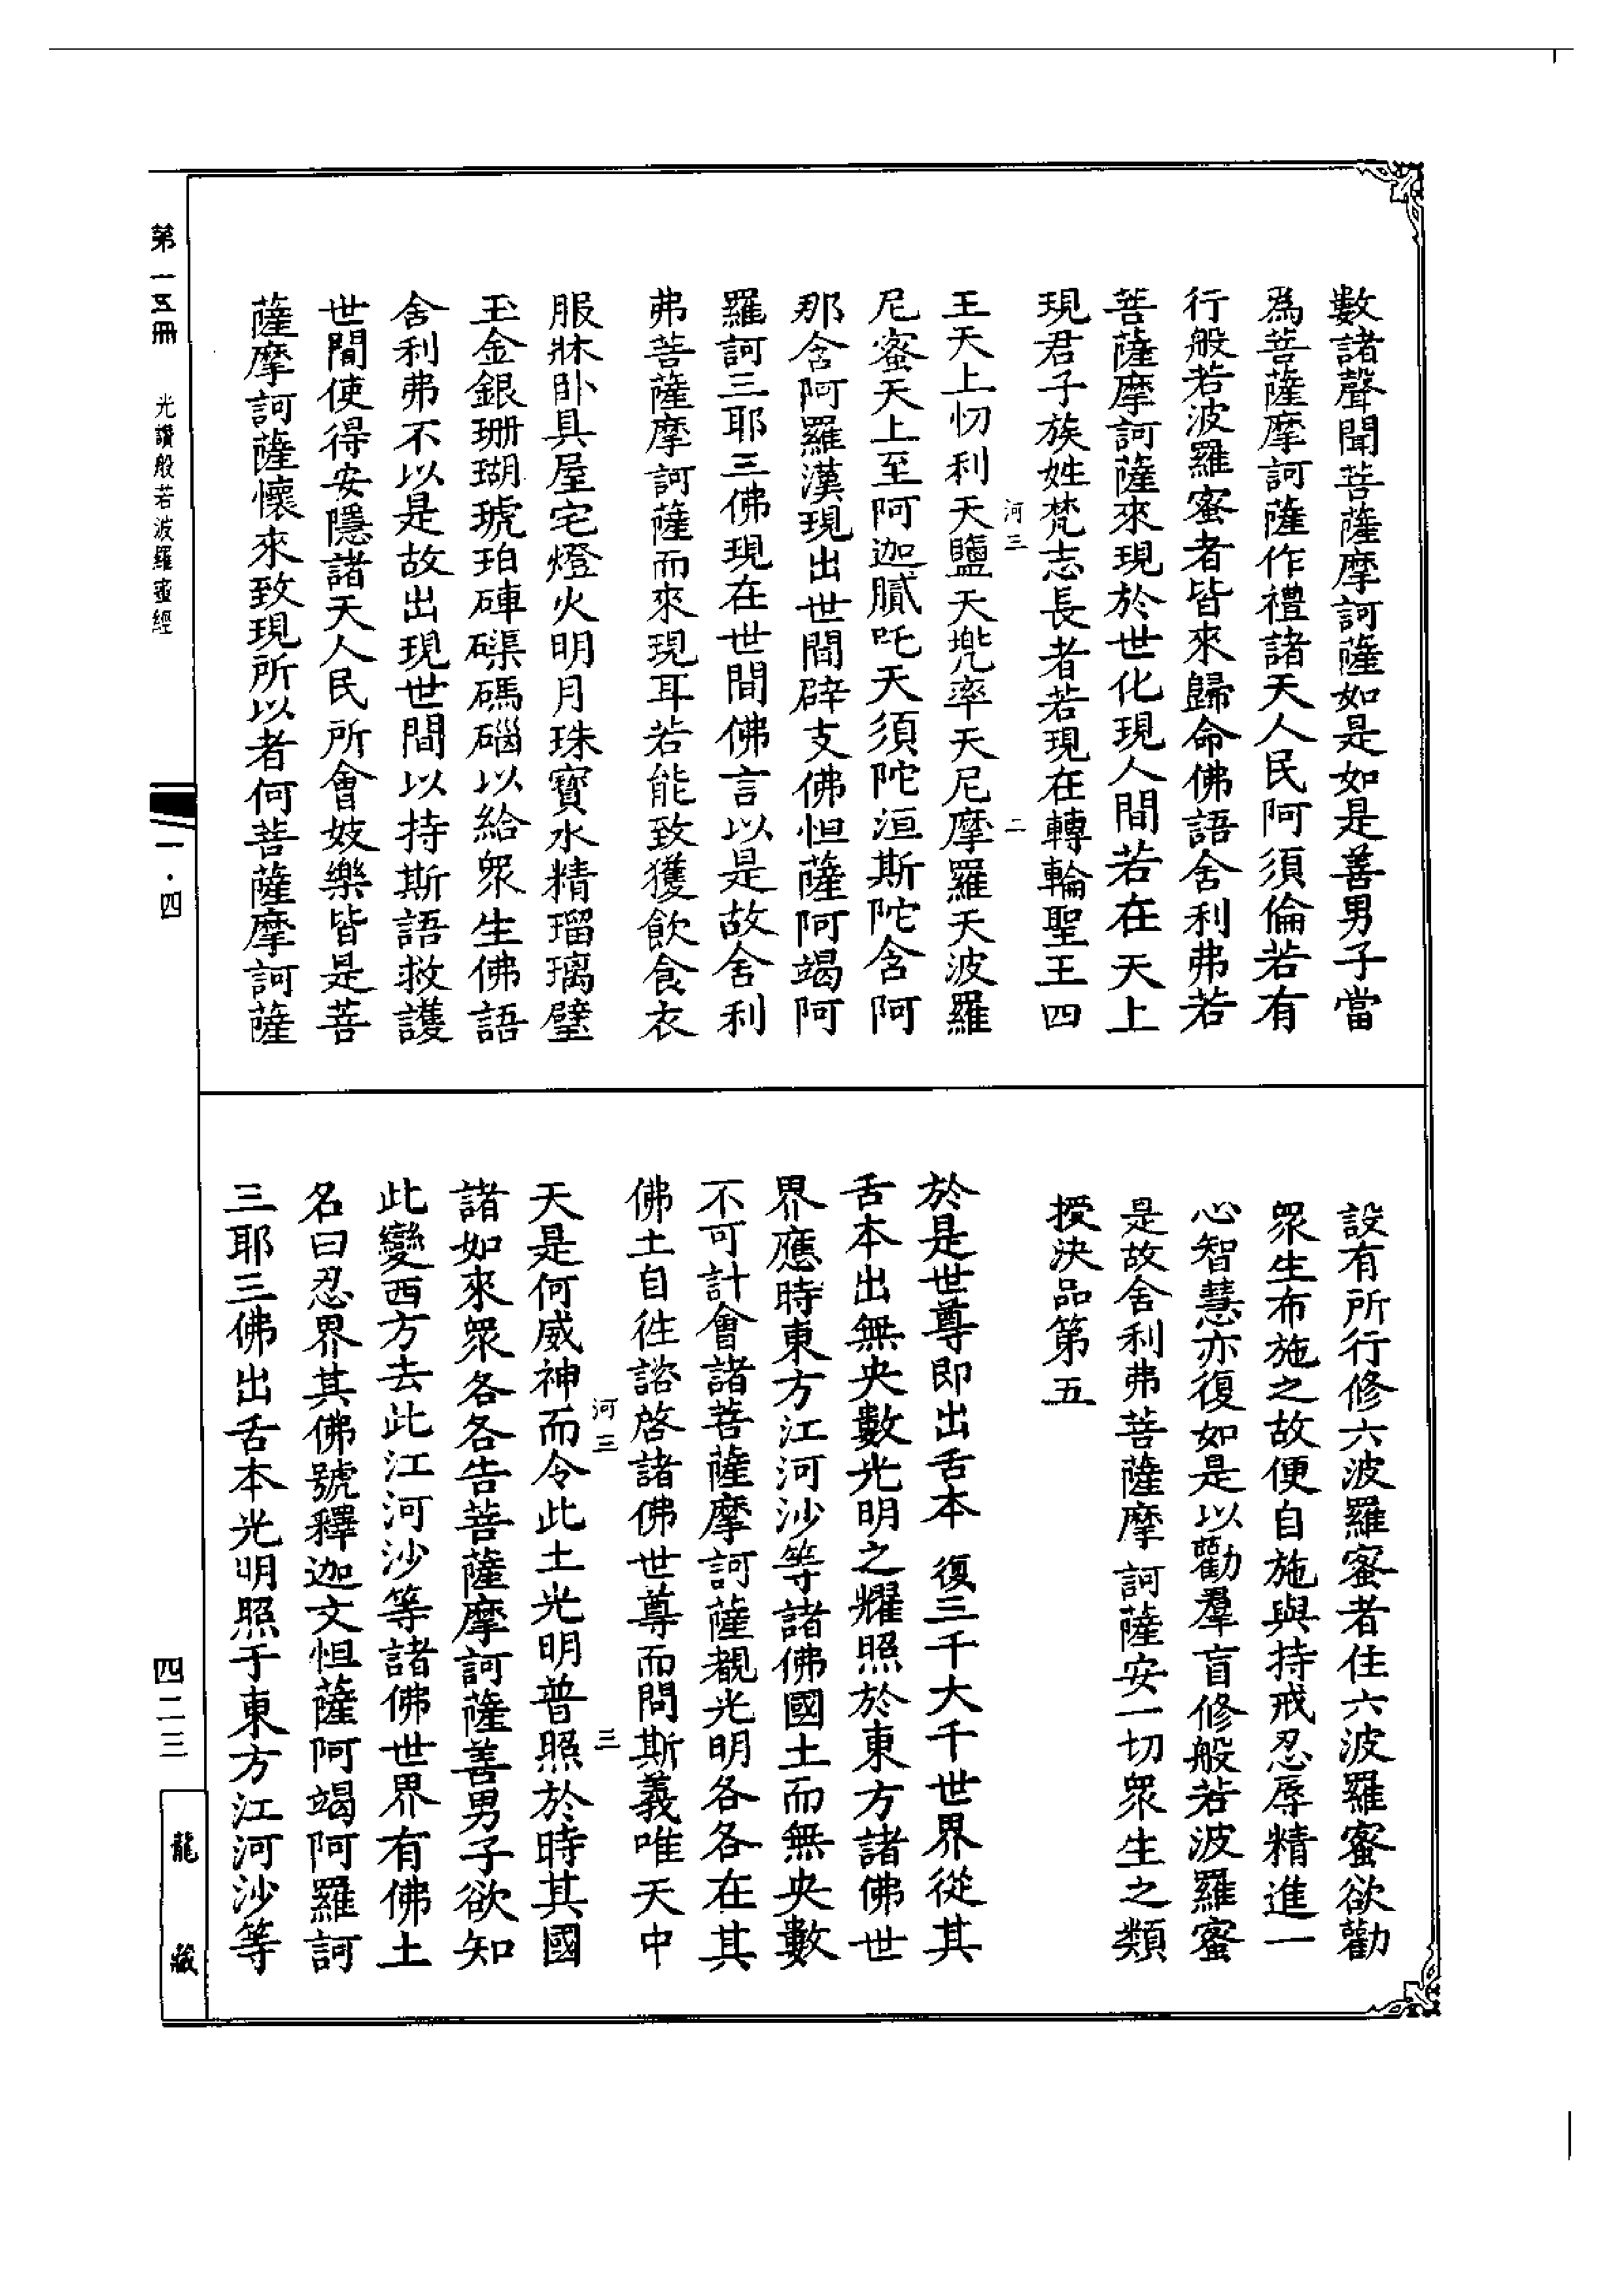 數諸聲聞菩薩摩訶薩如是如是善男子當
爲菩薩摩訶薩作禮諸天人民阿須倫若有
行般若波羅蜜者皆來歸命佛語舍利弗若
菩薩摩訶薩來現於世化現人間若在天上
現君子族姓梵志長者若現在轉輪聖王四
河三 二
王天上忉利天鹽天兠率天尼摩羅天波羅
尼蜜天上至阿迦膩吒天須陀洹斯陀含阿
那含阿羅漢現出世間辟支佛怛薩阿竭阿
羅訶三耶三佛現在世間佛言以是故舍利
弗菩薩摩訶薩而來現耳若能致獲飲食衣
服牀卧具屋宅燈火明月珠寶水精瑠璃璧
玉金銀珊瑚琥珀硨磲碼碯以給衆生佛語
舍利弗不以是故出現世間以持斯語救護
世間使得安隱諸天人民所會妓樂皆是菩
薩摩訶薩懷來致現所以者何菩薩摩訶薩
設有所行修六波羅蜜者住六波羅蜜欲勸
衆生布施之故便自施與持戒忍辱精進一
心智慧亦復如是以勸羣盲修般若波羅蜜
是故舍利弗菩薩摩訶薩安一切衆生之類
授決品第五
於是世尊即出舌本復三千大千世界從其
舌本出無央數光明之耀照於東方諸佛世
界應時東方江河沙等諸佛國土而無央數
不可計會諸菩薩摩訶薩覩光明各各在其
佛土自徃諮啓諸佛世尊而問斯義唯天中
河三 三
天是何威神而令此土光明普照於時其國
諸如來衆各各告菩薩摩訶薩善男子欲知
此變西方去此江河沙等諸佛世界有佛土
名曰忍界其佛號釋迦文怛薩阿竭阿羅訶
三耶三佛出舌本光明照于東方江河沙等
第一五冊 光讚般若波羅蜜經
一·四
四二三
龍藏